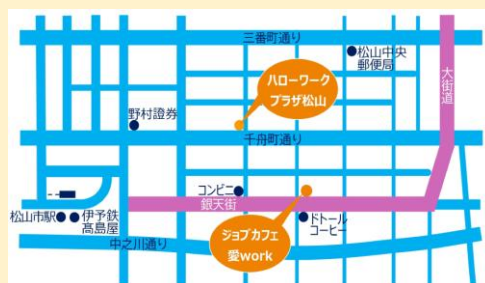 三番町通り
松山中央
郵便局
大街道
ハローワーク
プラザ松山
野村證券
千舟町通り
コンビニ
銀天街
松山市駅
伊予鉄
髙島屋
ドトール
コーヒー
ジョブカフェ
愛work
中之川通り